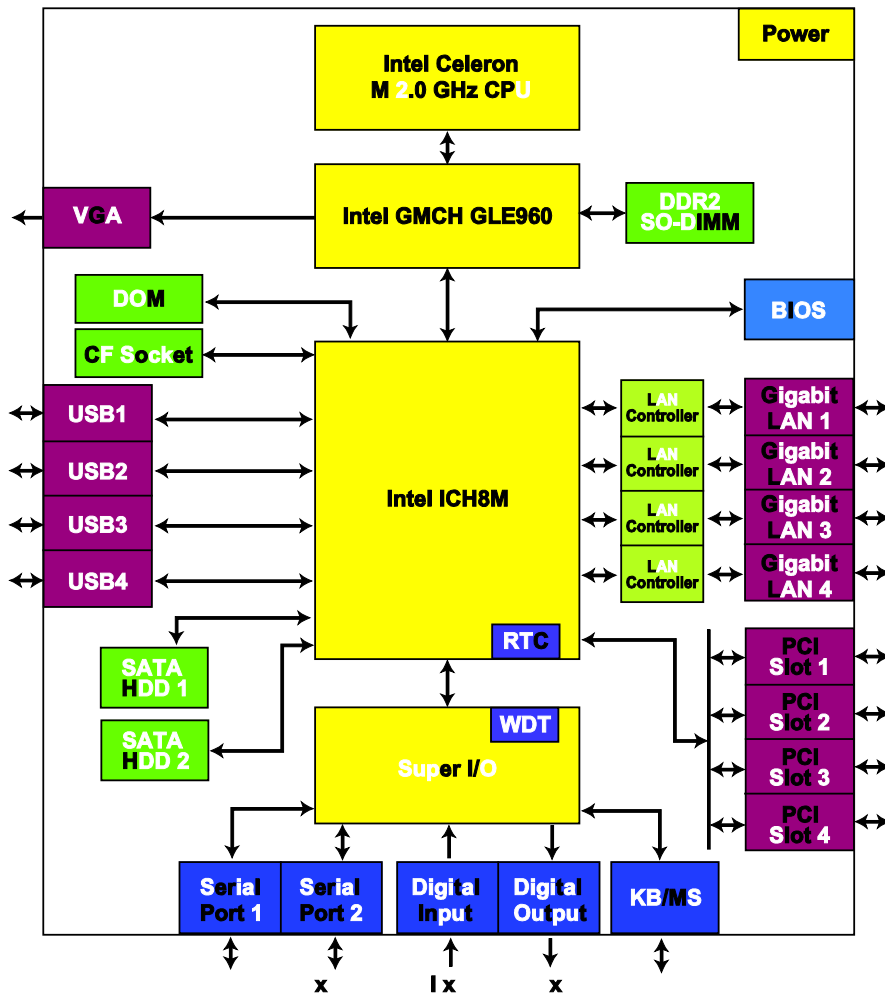 Power
Intel Celeron
M 2.0 GHz CPU
VGA
Intel GMCH GLE960
DDR2
SO-DIMM
DOM
BIOS
CF Socket
USB1
USB2
USB3
USB4
Intel ICH8M
LAN
Controller
LAN
Controller
LAN
Controller
LAN
Controller
Gigabit
LAN 1
Gigabit
LAN 2
Gigabit
LAN 3
Gigabit
LAN 4
RTC
SATA
HDD 1
SATA
HDD 2
PCI
Slot 1
PCI
Slot 2
PCI
Slot 3
PCI
Slot 4
WDT
Super I/O
Serial
Port 1
Serial
Port 2
Digital
Input
Digital
Output
KB/MS
x
I x
x